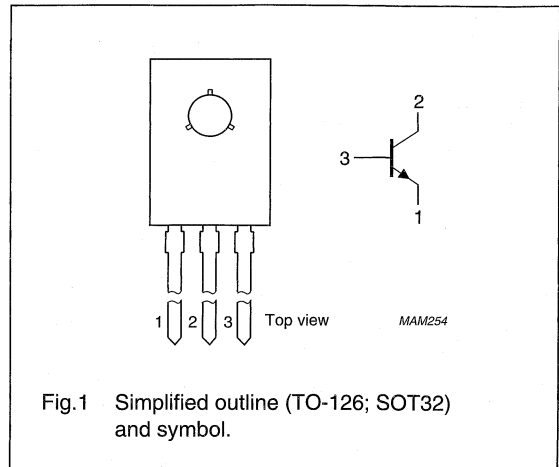 2
3
1
1 2 3 Top view MAM254
Fig.1 Simplified outline (TO-126; SOT32)
and symbol.